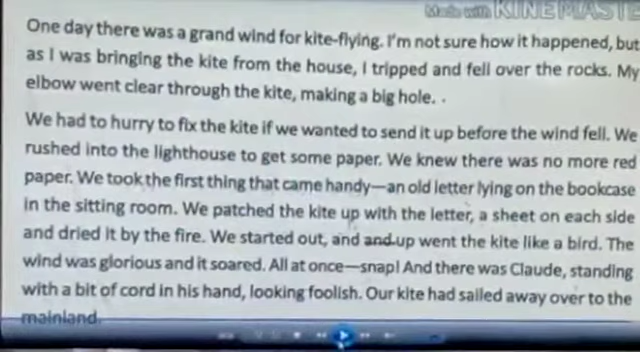 Made with KINEMASTE
One day there was a grand wind for kite-flying. I'm not sure how it happened, but
as I was bringing the kite from the house, I tripped and fell over the rocks. My
elbow went clear through the kite, making a big hole. .
We had to hurry to fix the kite if we wanted to send it up before the wind fell. We
rushed into the lighthouse to get some paper. We knew there was no more red
paper. We took the first thing that came handy—an old letter lying on the bookcase
in the sitting room. We patched the kite up with the letter, a sheet on each side
and dried it by the fire. We started out, and and up went the kite like a bird. The
wind was glorious and it soared. All at once—snap! And there was Claude, standing
with a bit of cord in his hand, looking foolish. Our kite had sailed away over to the
mainland.